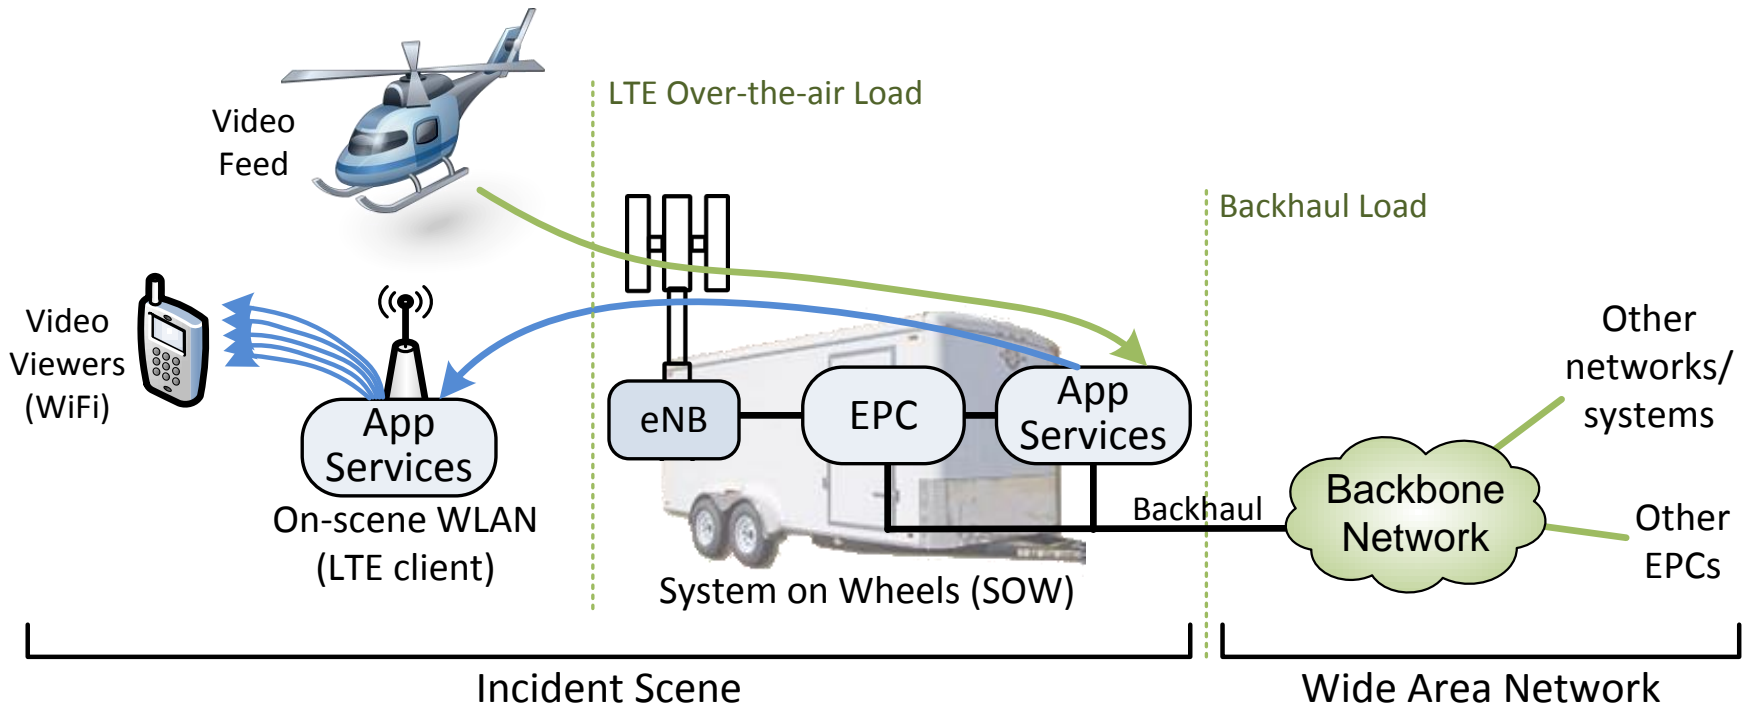 LTE Over-the-air Load
Video
Feed
Backhaul Load
Video
Viewers
(WiFi)
App
Services
On-scene WLAN
(LTE client)
eNB
EPC
App
Services
Backhaul
System on Wheels (SOW)
Backbone
Network
Other
networks/
systems
Other
EPCs
Incident Scene
Wide Area Network